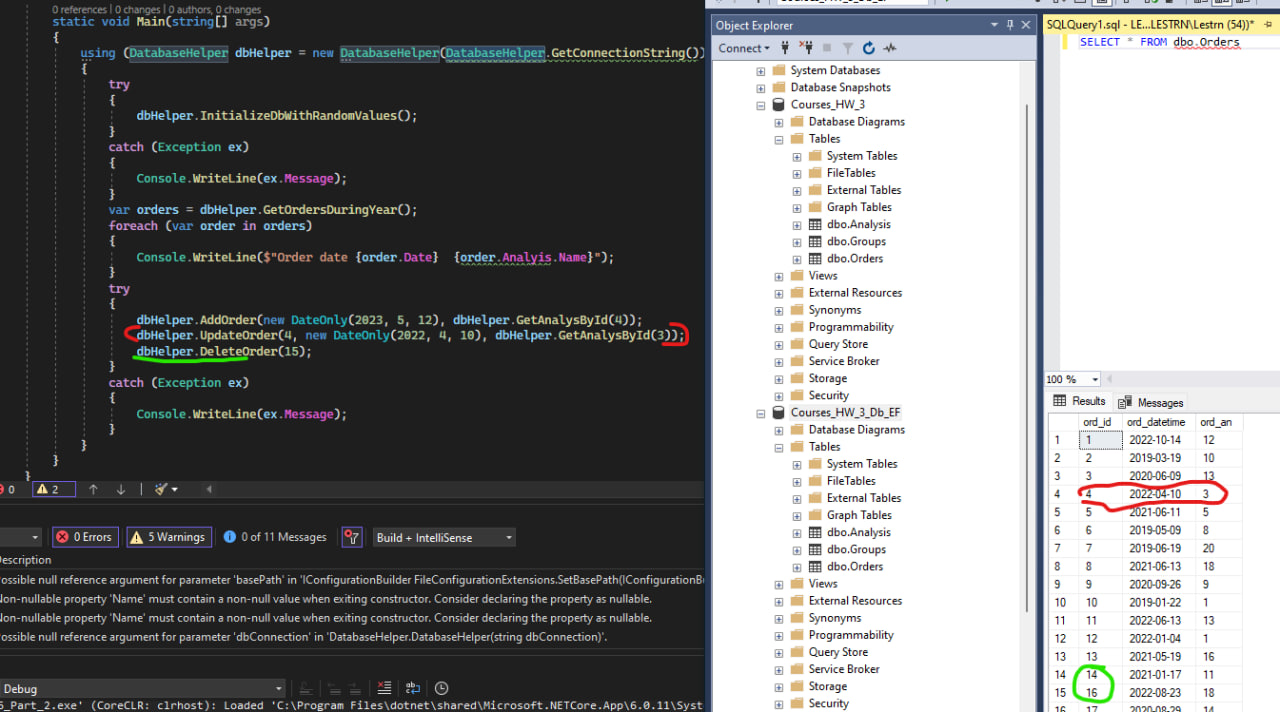 0 references | 0 changes | 0 authors, 0 changes
static void Main(string[] args)
{
using (DatabaseHelper dbHelper = new DatabaseHelper(DatabaseHelper.GetConnectionString())
{
try
{
dbHelper.InitializeDbWithRandomValues();
}
catch (Exception ex)
{
Console.WriteLine(ex.Message);
}
var orders = dbHelper.GetOrdersDuringYear();
foreach (var order in orders)
{
Console.WriteLine($"Order date {order.Date}  {order.Analyis.Name}");
}
try
{
dbHelper.AddOrder(new DateOnly(2023, 5, 12), dbHelper.GetAnalysById(4));
dbHelper.UpdateOrder(4, new DateOnly(2022, 4, 10), dbHelper.GetAnalysById(3));
dbHelper.DeleteOrder(15);
}
catch (Exception ex)
{
Console.WriteLine(ex.Message);
}
}
}
}
0 2
0 Errors 5 Warnings 0 of 11 Messages Build + IntelliSense
escription
ossible null reference argument for parameter 'basePath' in 'IConfigurationBuilder FileConfigurationExtensions.SetBasePath(IConfigurationB
Non-nullable property 'Name' must contain a non-null value when exiting constructor. Consider declaring the property as nullable.
Non-nullable property 'Name' must contain a non-null value when exiting constructor. Consider declaring the property as nullable.
ossible null reference argument for parameter 'dbConnection' in 'DatabaseHelper.DatabaseHelper(string dbConnection)'.
Debug
6_Part_2.exe' (CoreCLR: clrhost): Loaded 'C:\Program Files\dotnet\shared\Microsoft.NETCore.App\6.0.11\Syst
Object Explorer
Connect
System Databases
Database Snapshots
Courses_HW_3
Database Diagrams
Tables
System Tables
FileTables
External Tables
Graph Tables
dbo.Analysis
dbo.Groups
dbo.Orders
Views
External Resources
Synonyms
Programmability
Query Store
Service Broker
Storage
Security
Courses_HW_3_Db_EF
Database Diagrams
Tables
System Tables
FileTables
External Tables
Graph Tables
dbo.Analysis
dbo.Groups
dbo.Orders
Views
External Resources
Synonyms
Programmability
Query Store
Service Broker
Storage
Security
SQLQuery1.sql - LE...LESTRN\Lestrn (54))*
SELECT * FROM dbo.Orders
100 %
Results Messages
ord_id ord_datetime ord_an
1 1 2022-10-14 12
2 2 2019-03-19 10
3 3 2020-06-09 13
4 4 2022-04-10 3
5 5 2021-06-11 5
6 6 2019-05-09 8
7 7 2019-06-19 20
8 8 2021-06-13 18
9 9 2020-09-26 9
10 10 2019-01-22 1
11 11 2022-06-13 13
12 12 2022-01-04 1
13 13 2021-05-19 16
14 14 2021-01-17 11
15 16 2022-08-23 18
17 2020-08-29 14